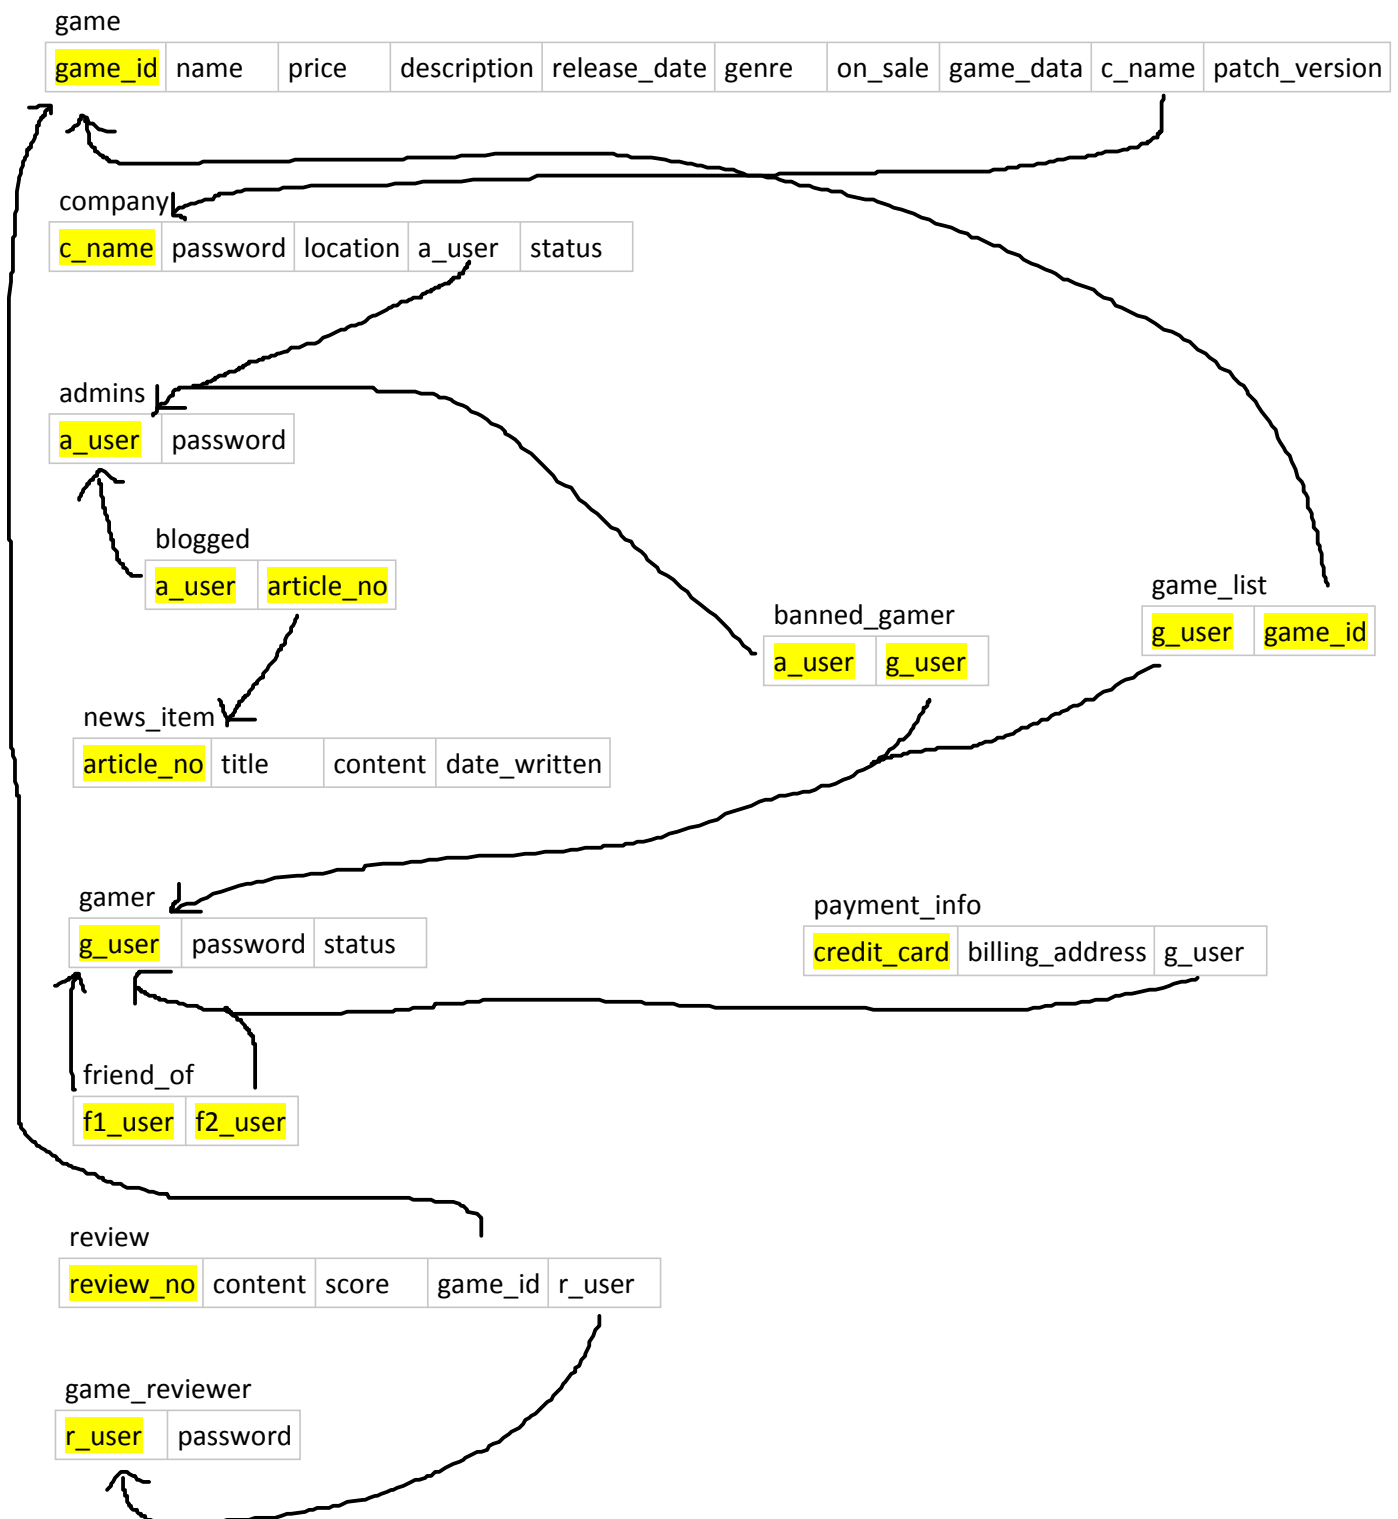 game
game_id name price description release_date genre on_sale game_data c_name patch_version
company
c_name password location a_user status
admins
a_user password
blogged
a_user article_no
game_list
g_user game_id
banned_gamer
a_user g_user
news_item
article_no title content date_written
gamer
g_user password status
payment_info
credit_card billing_address g_user
friend_of
f1_user f2_user
review
review_no content score game_id r_user
game_reviewer
r_user password